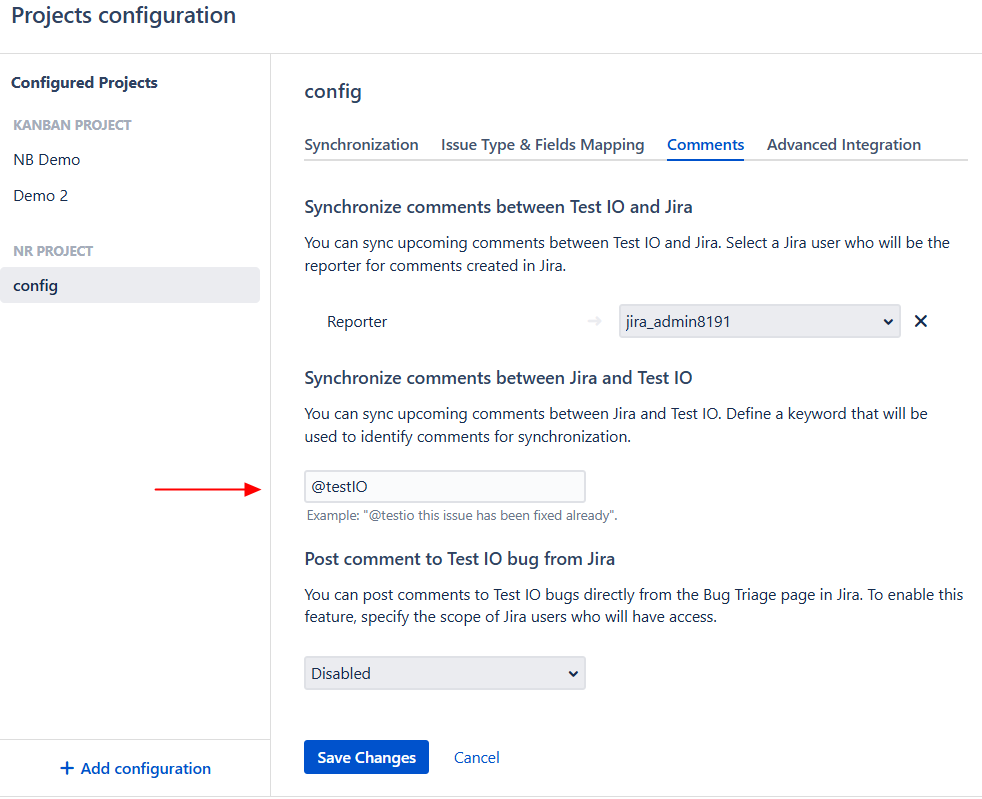 Projects configuration
Configured Projects
KANBAN PROJECT
NB Demo
Demo 2
NR PROJECT
config
+ Add configuration
config
Synchronization Issue Type & Fields Mapping Comments Advanced Integration
Synchronize comments between Test IO and Jira
You can sync upcoming comments between Test IO and Jira. Select a Jira user who will be the
reporter for comments created in Jira.
Reporter → jira_admin8191 ✕
Synchronize comments between Jira and Test IO
You can sync upcoming comments between Jira and Test IO. Define a keyword that will be
used to identify comments for synchronization.
@testIO
Example: "@testio this issue has been fixed already".
Post comment to Test IO bug from Jira
You can post comments to Test IO bugs directly from the Bug Triage page in Jira. To enable this
feature, specify the scope of Jira users who will have access.
Disabled
Save Changes Cancel